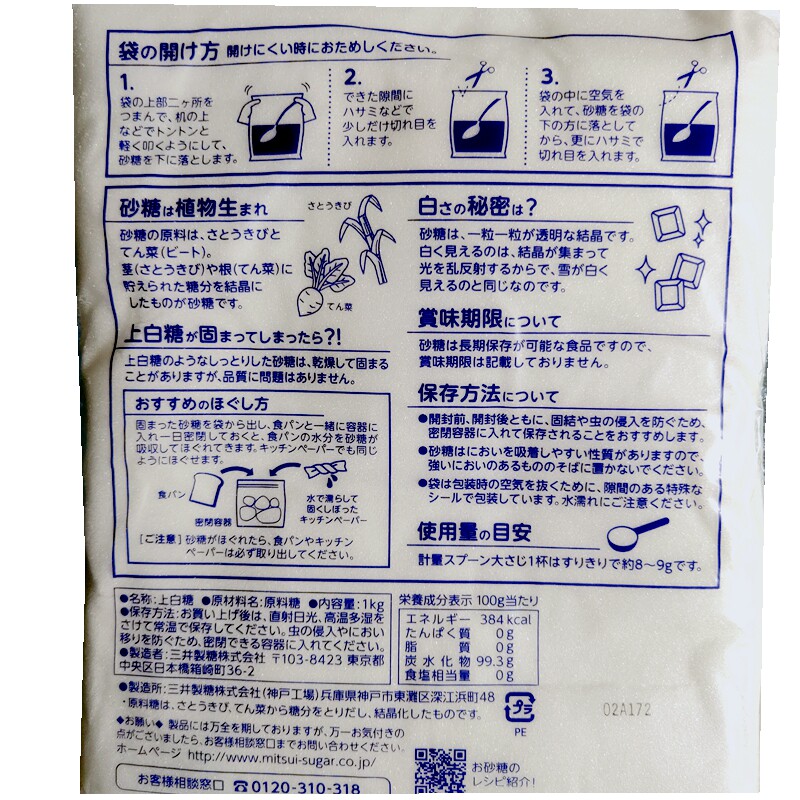 袋の開け方 開けにくい時におためしください。
1.
袋の上部二ヶ所を
つまんで、机の上
などでトントンと
軽く叩くようにして、
砂糖を下に落とします。
2.
できた隙間に
ハサミなどで
少しだけ切れ目を
入れます。
3.
袋の中に空気を
入れて、砂糖を袋の
下の方に落として
から、更にハサミで
切れ目を入れます。
砂糖は植物生まれ
さとうきび
砂糖の原料は、さとうきびと
てん菜(ビート)。
茎(さとうきび)や根(てん菜)に
貯えられた糖分を結晶に
したものが砂糖です。
てん菜
上白糖が固まってしまったら?!
上白糖のようなしっとりした砂糖は、乾燥して固まる
ことがありますが、品質に問題はありません。
おすすめのほぐし方
固まった砂糖を袋から出し、食パンと一緒に容器に
入れ一日密閉しておくと、食パンの水分を砂糖が
吸収してほぐれてきます。キッチンペーパーでも同じ
ようにほぐせます。
食パン
密閉容器
水で濡らして
固くしぼった
キッチンペーパー
[ご注意] 砂糖がほぐれたら、食パンやキッチン
ペーパーは必ず取り出してください。
白さの秘密は?
砂糖は、一粒一粒が透明な結晶です。
白く見えるのは、結晶が集まって
光を乱反射するからで、雪が白く
見えるのと同じなのです。
賞味期限について
砂糖は長期保存が可能な食品ですので、
賞味期限は記載しておりません。
保存方法について
●開封前、開封後ともに、固結や虫の侵入を防ぐため、
密閉容器に入れて保存されることをおすすめします。
●砂糖はにおいを吸着しやすい性質がありますので、
強いにおいのあるもののそばに置かないでください。
●袋は包装時の空気を抜くために、隙間のある特殊な
シールで包装しています。水濡れにご注意ください。
使用量の目安
計量スプーン大さじ1杯はすりきりで約8～9gです。
●名称:上白糖 ●原材料名:原料糖 ●内容量:1kg
●保存方法:お買い上げ後は、直射日光、高温多湿を
さけて常温で保存してください。虫の侵入やにおい
移りを防ぐため、密閉できる容器に入れてください。
●製造者:三井製糖株式会社 〒103-8423 東京都
中央区日本橋箱崎町36-2
栄養成分表示 100g当たり
エネルギー 384kcal
たんぱく質 0g
脂質 0g
炭水化物 99.3g
食塩相当量 0g
●製造所:三井製糖株式会社(神戸工場)兵庫県神戸市東灘区深江浜町48
・原料糖は、さとうきび、てん菜から糖分をとりだし、結晶化したものです。
◆お願い◆ 製品には万全を期しておりますが、万一お気付きの
点がございましたら、お客様相談窓口までお問い合わせください。
ホームページ http://www.mitsui-sugar.co.jp/
お客様相談窓口 0120-310-318
プラ
PE
02A172
お砂糖の
レシピ紹介!